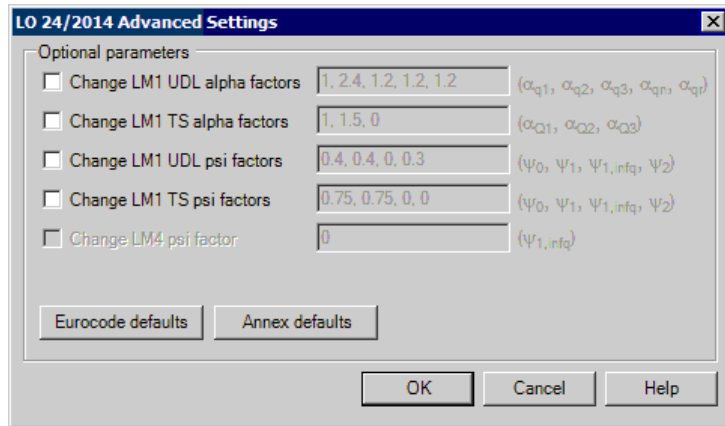 LO 24/2014 Advanced Settings
Optional parameters
Change LM1 UDL alpha factors 1, 2.4, 1.2, 1.2, 1.2 (αq1, αq2, αq3, αqn, αqr)
Change LM1 TS alpha factors 1, 1.5, 0 (αQ1, αQ2, αQ3)
Change LM1 UDL psi factors 0.4, 0.4, 0, 0.3 (ψ0, ψ1, ψ1,infq, ψ2)
Change LM1 TS psi factors 0.75, 0.75, 0, 0 (ψ0, ψ1, ψ1,infq, ψ2)
Change LM4 psi factor 0 (ψ1,infq)
Eurocode defaults Annex defaults
OK Cancel Help